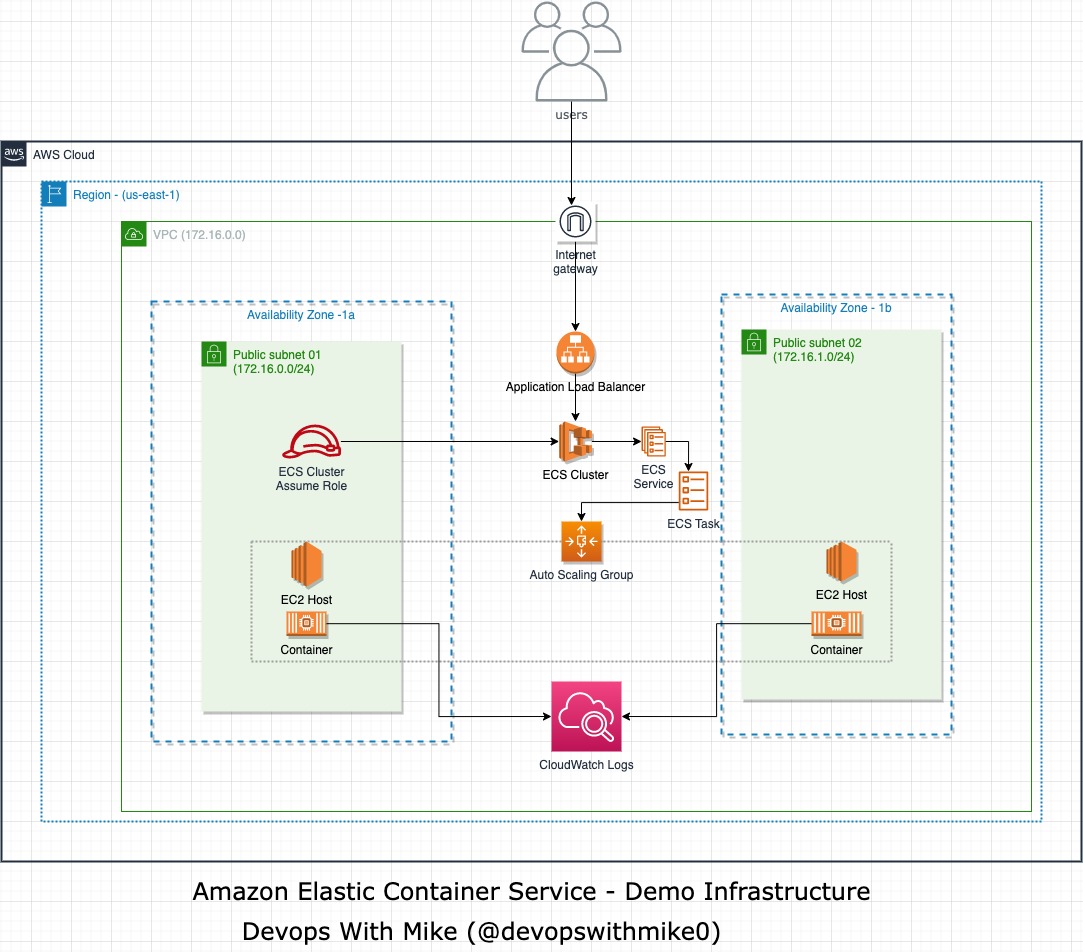 users
aws
AWS Cloud
Region - (us-east-1)
VPC (172.16.0.0)
Internet
gateway
Availability Zone -1a
Availability Zone - 1b
Public subnet 01
(172.16.0.0/24)
Public subnet 02
(172.16.1.0/24)
Application Load Balancer
ECS Cluster
Assume Role
ECS Cluster
ECS
Service
ECS Task
Auto Scaling Group
EC2 Host
Container
EC2 Host
Container
CloudWatch Logs
Amazon Elastic Container Service - Demo Infrastructure
Devops With Mike (@devopswithmike0)